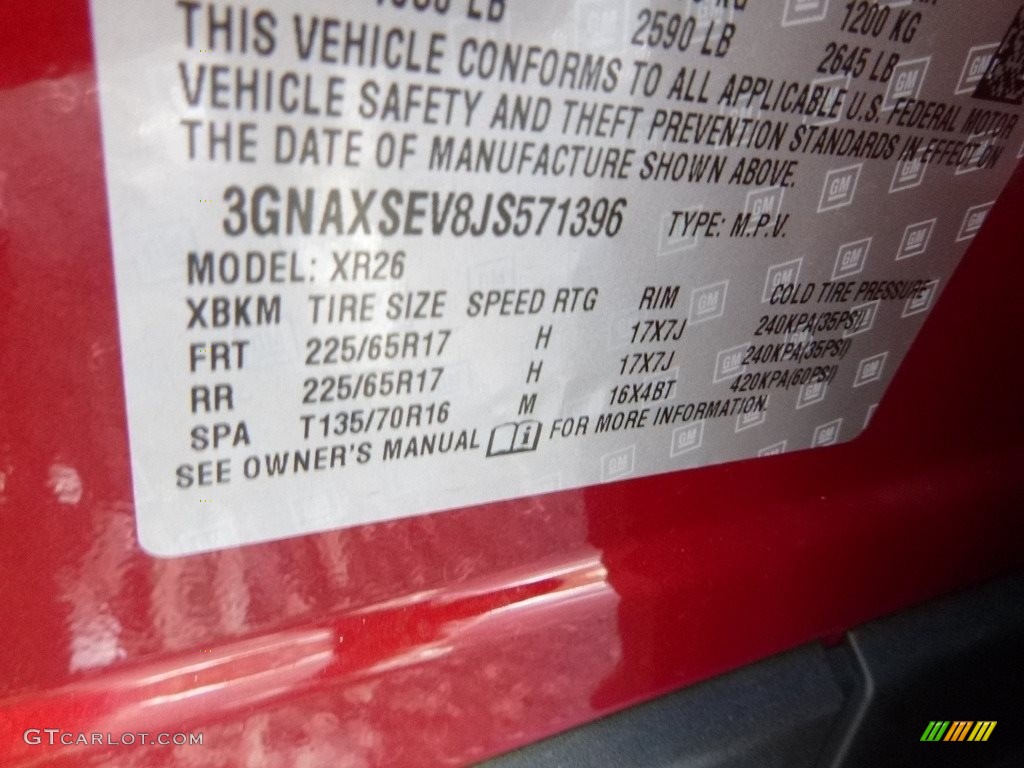 LB
2590 LB
1200 KG
2645 LB
THIS VEHICLE CONFORMS TO ALL APPLICABLE U.S. FEDERAL MOTOR
VEHICLE SAFETY AND THEFT PREVENTION STANDARDS IN EFFECT ON
THE DATE OF MANUFACTURE SHOWN ABOVE.
3GNAXSEV8JS571396 TYPE: M.P.V.
MODEL: XR26
XBKM TIRE SIZE SPEED RTG RIM COLD TIRE PRESSURE
FRT 225/65R17 H 17X7J 240KPA(35PSI)
RR 225/65R17 H 17X7J 240KPA(35PSI)
SPA T135/70R16 M 16X4BT 420KPA(60PSI)
SEE OWNER'S MANUAL i FOR MORE INFORMATION.
GTCARLOT.COM